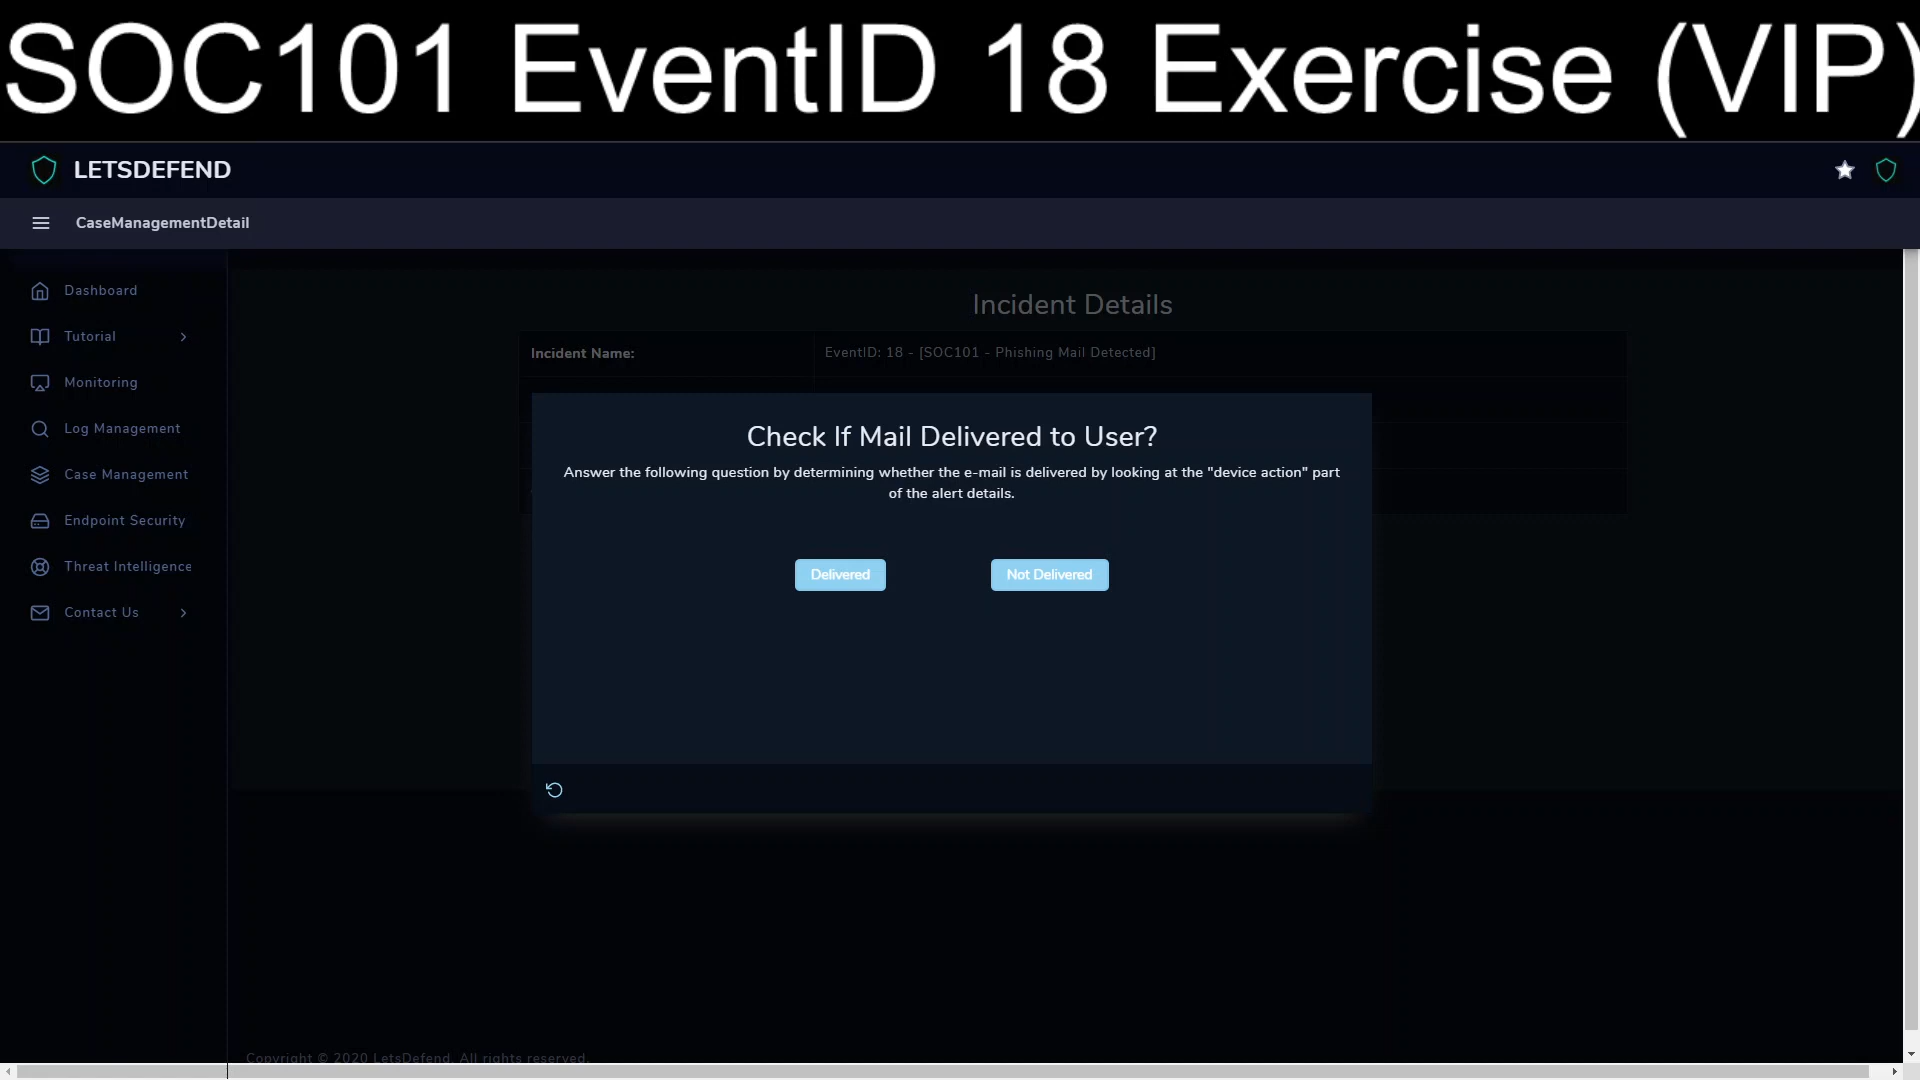 SOC101 EventID 18 Exercise (VIP)
LETSDEFEND
CaseManagementDetail
Dashboard
Tutorial
Monitoring
Log Management
Case Management
Endpoint Security
Threat Intelligence
Contact Us
Incident Details
Incident Name:
EventID: 18 - [SOC101 - Phishing Mail Detected]
Check If Mail Delivered to User?
Answer the following question by determining whether the e-mail is delivered by looking at the "device action" part
of the alert details.
Delivered
Not Delivered
Copyright © 2020 LetsDefend. All rights reserved.